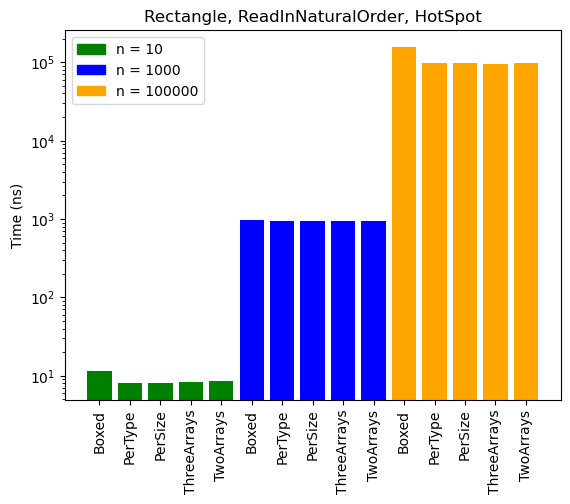 Rectangle, ReadInNaturalOrder, HotSpot
n = 10
n = 1000
n = 100000
Time (ns)
10^5
10^4
10^3
10^2
10^1
Boxed
PerType
PerSize
ThreeArrays
TwoArrays
Boxed
PerType
PerSize
ThreeArrays
TwoArrays
Boxed
PerType
PerSize
ThreeArrays
TwoArrays